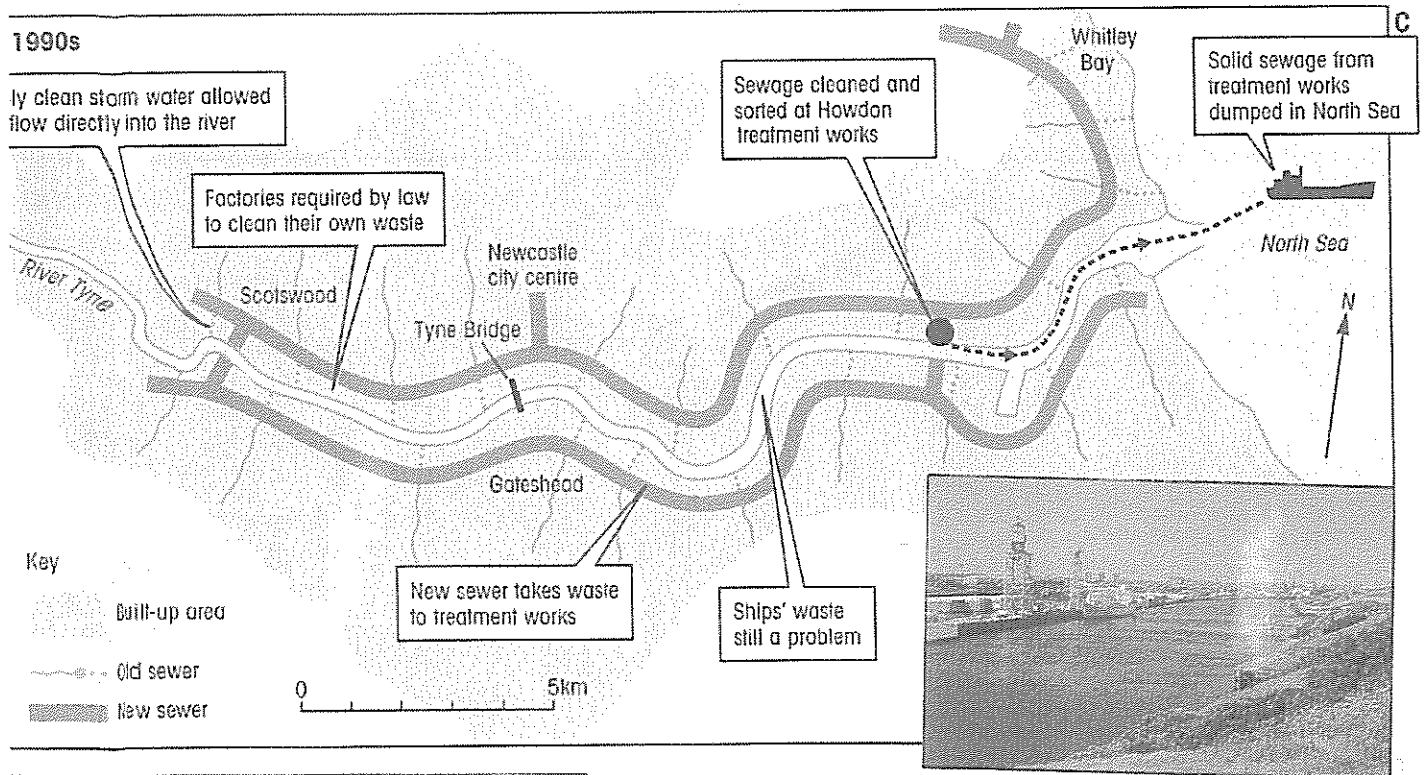 C
1990s
ly clean storm water allowed
flow directly into the river
Factories required by law
to clean their own waste
Sewage cleaned and
sorted at Howdon
treatment works
Whitley
Bay
Solid sewage from
treatment works
dumped in North Sea
North Sea
N
River Tyne
Scotswood
Newcastle
city centre
Tyne Bridge
Gateshead
New sewer takes waste
to treatment works
Ships' waste
still a problem
Key
Built-up area
Old sewer
New sewer
0 5km